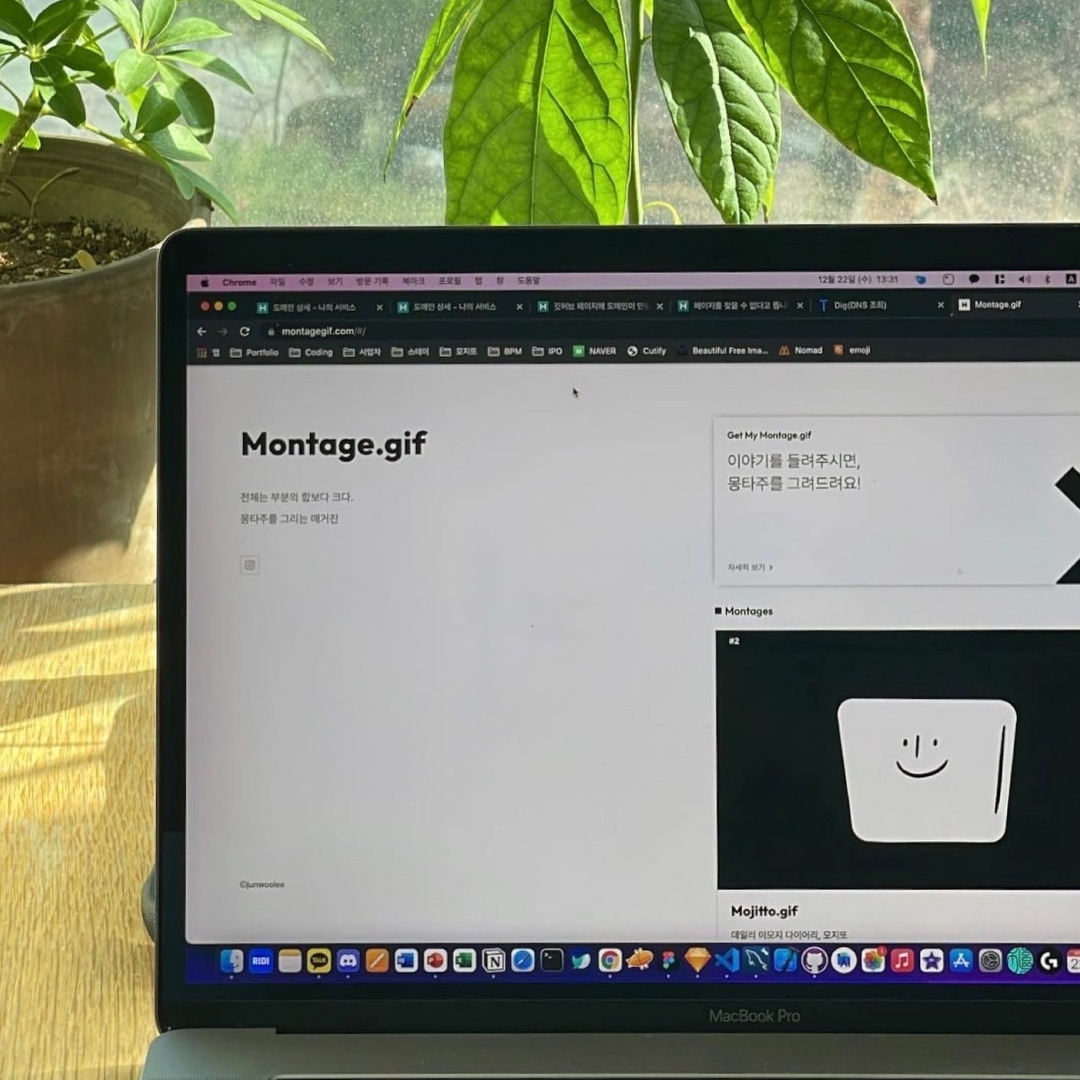 Chrome 파일 수정 보기 방문 기록 북마크 프로필 탭 창 도움말 12월 22일 (수) 13:31 A
도메인 상세 - 나의 서비스 도메인 상세 - 나의 서비스 깃허브 페이지에 도메인이 안 페이지를 찾을 수 없다고 뜹니 Dig(DNS 조회) Montage.gif
montagegif.com/#/
앱 Portfolio Coding 사업자 스테이 모지또 BPM IPO NAVER Cutify Beautiful Free Ima... Nomad emoji
Montage.gif
전체는 부분의 합보다 크다.
몽타주를 그리는 매거진
©junwoolee
Get My Montage.gif
이야기를 들려주시면,
몽타주를 그려드려요!
자세히 보기 >
Montages
#2
Mojitto.gif
데일리 이모지 다이어리, 모지또
RIDI TALK
MacBook Pro